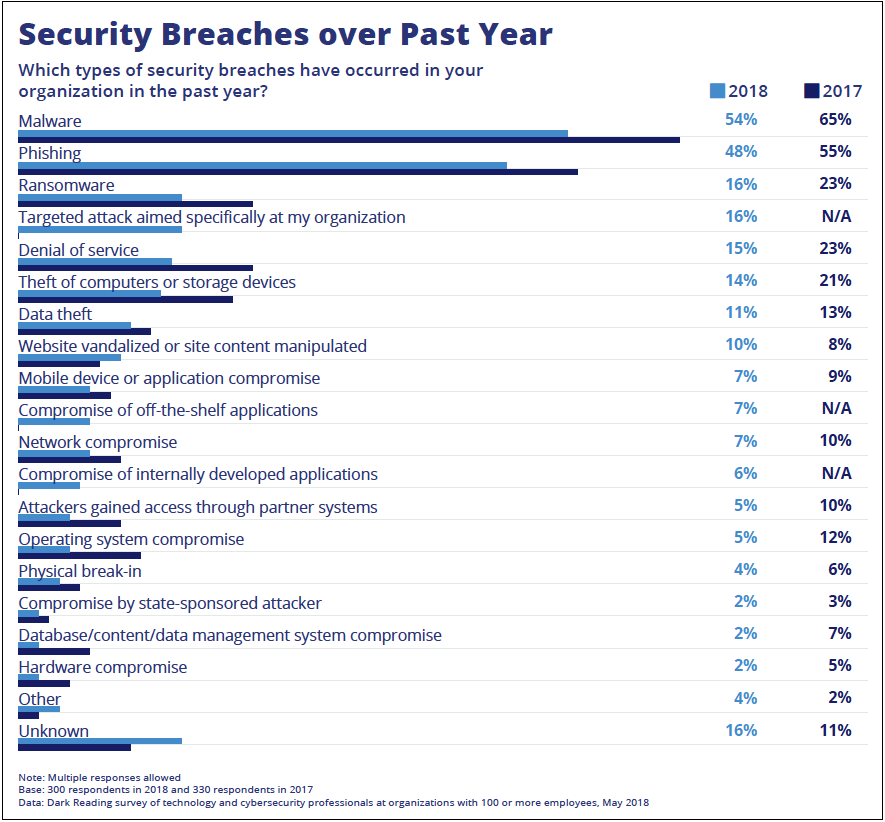 Security Breaches over Past Year
Which types of security breaches have occurred in your
organization in the past year?
2018 2017
Malware 54% 65%
Phishing 48% 55%
Ransomware 16% 23%
Targeted attack aimed specifically at my organization 16% N/A
Denial of service 15% 23%
Theft of computers or storage devices 14% 21%
Data theft 11% 13%
Website vandalized or site content manipulated 10% 8%
Mobile device or application compromise 7% 9%
Compromise of off-the-shelf applications 7% N/A
Network compromise 7% 10%
Compromise of internally developed applications 6% N/A
Attackers gained access through partner systems 5% 10%
Operating system compromise 5% 12%
Physical break-in 4% 6%
Compromise by state-sponsored attacker 2% 3%
Database/content/data management system compromise 2% 7%
Hardware compromise 2% 5%
Other 4% 2%
Unknown 16% 11%
Note: Multiple responses allowed
Base: 300 respondents in 2018 and 330 respondents in 2017
Data: Dark Reading survey of technology and cybersecurity professionals at organizations with 100 or more employees, May 2018